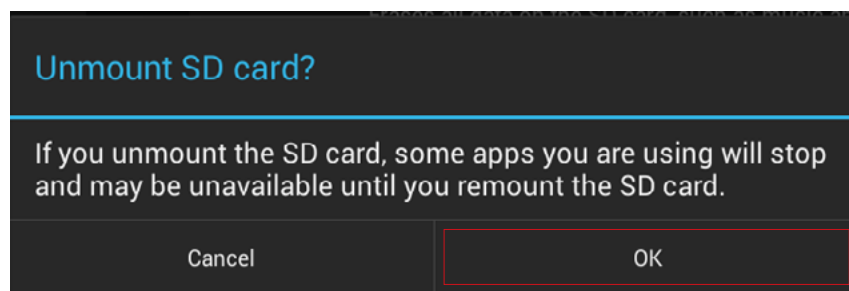 Unmount SD card?
If you unmount the SD card, some apps you are using will stop
and may be unavailable until you remount the SD card.
Cancel
OK